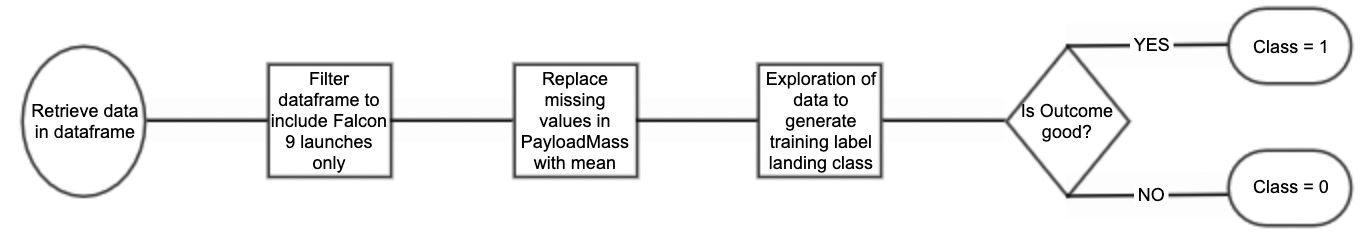 Retrieve data
in dataframe
Filter
dataframe to
include Falcon
9 launches
only
Replace
missing
values in
PayloadMass
with mean
Exploration of
data to
generate
training label
landing class
Is Outcome
good?
YES
Class = 1
NO
Class = 0